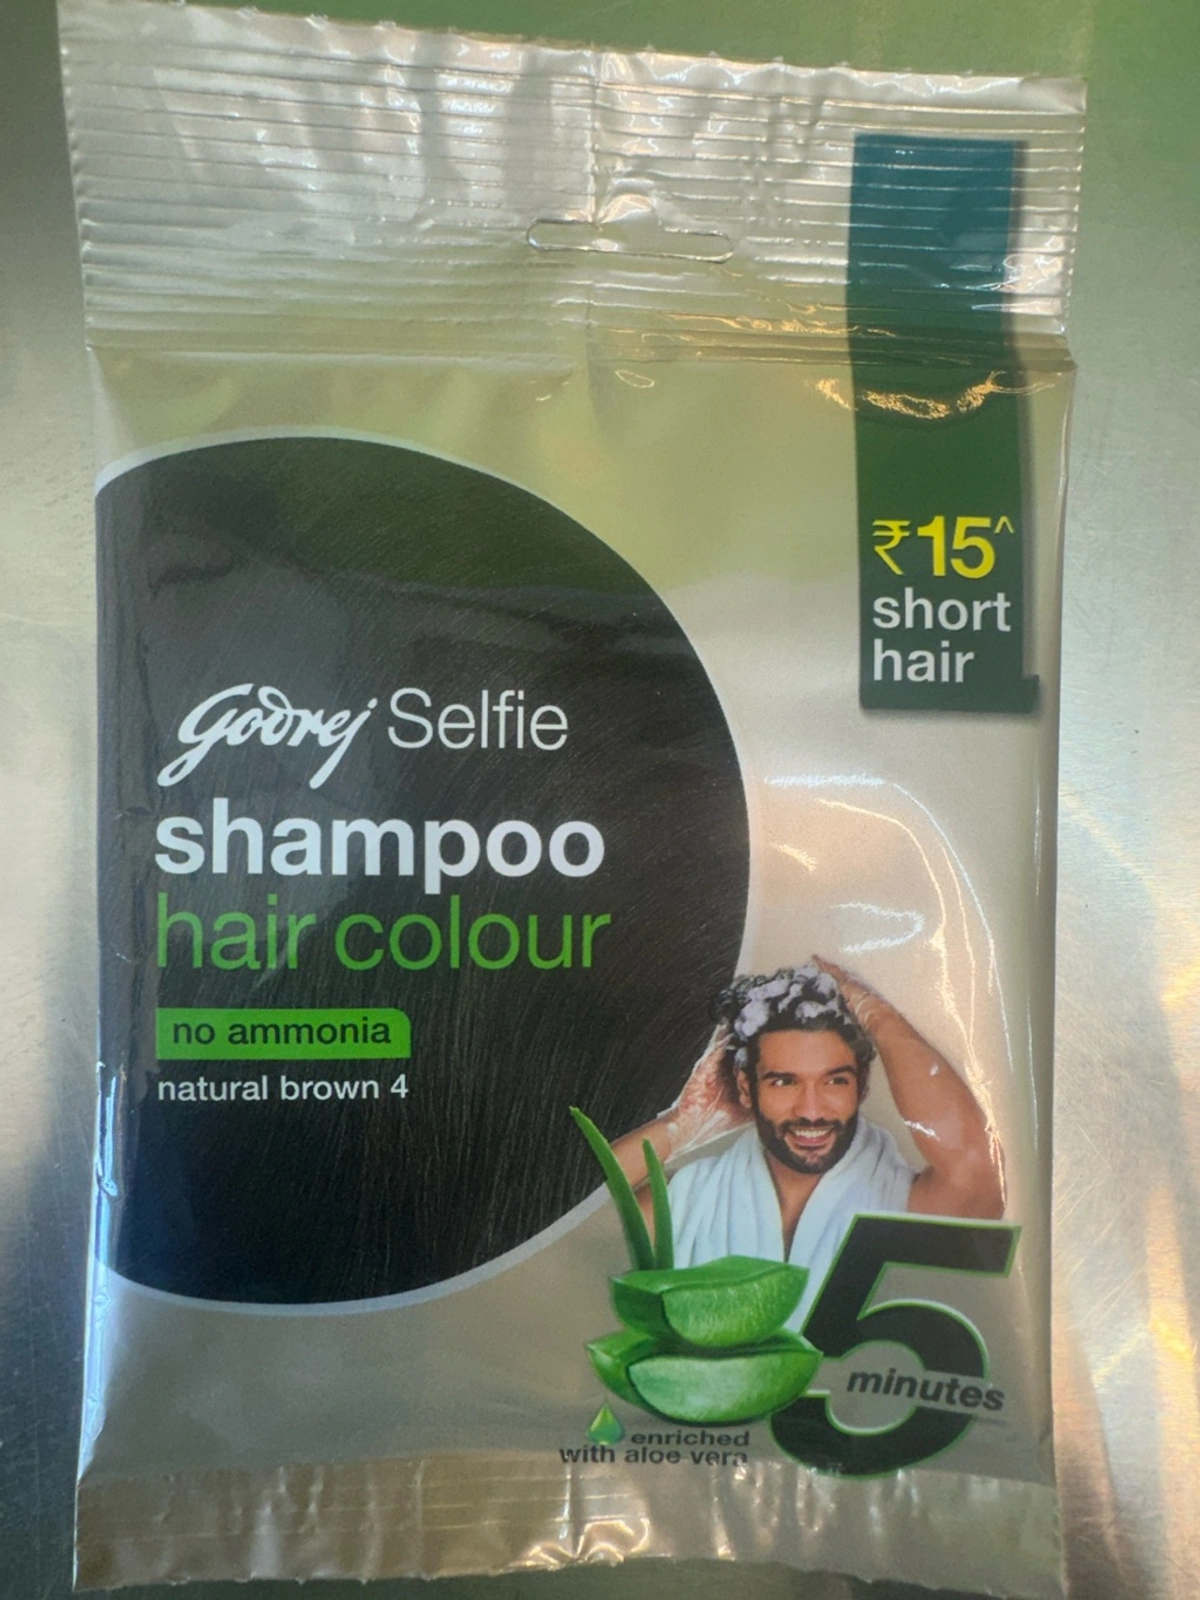 ₹15^
short
hair
Godrej Selfie
shampoo
hair colour
no ammonia
natural brown 4
5
minutes
enriched
with aloe vera